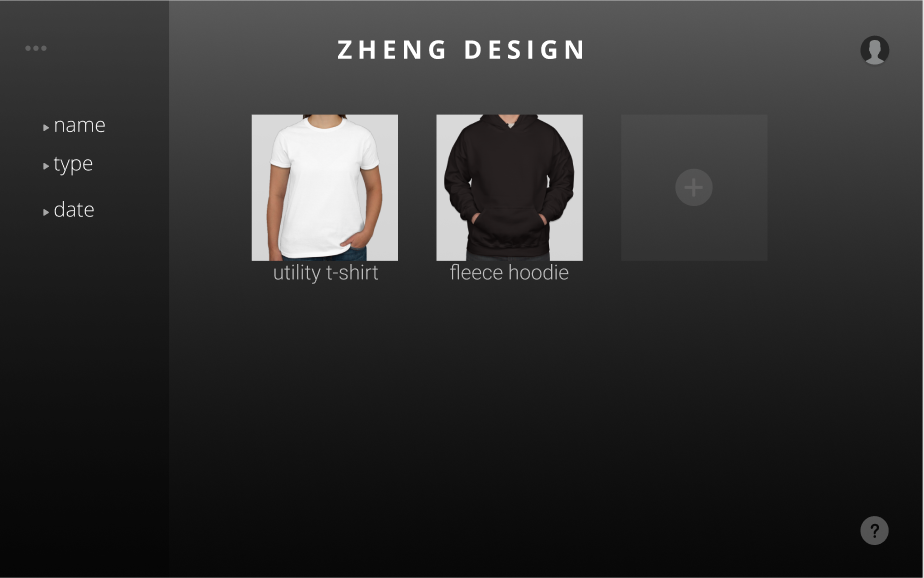 ZHENG DESIGN
name
type
date
utility t-shirt
fleece hoodie
?